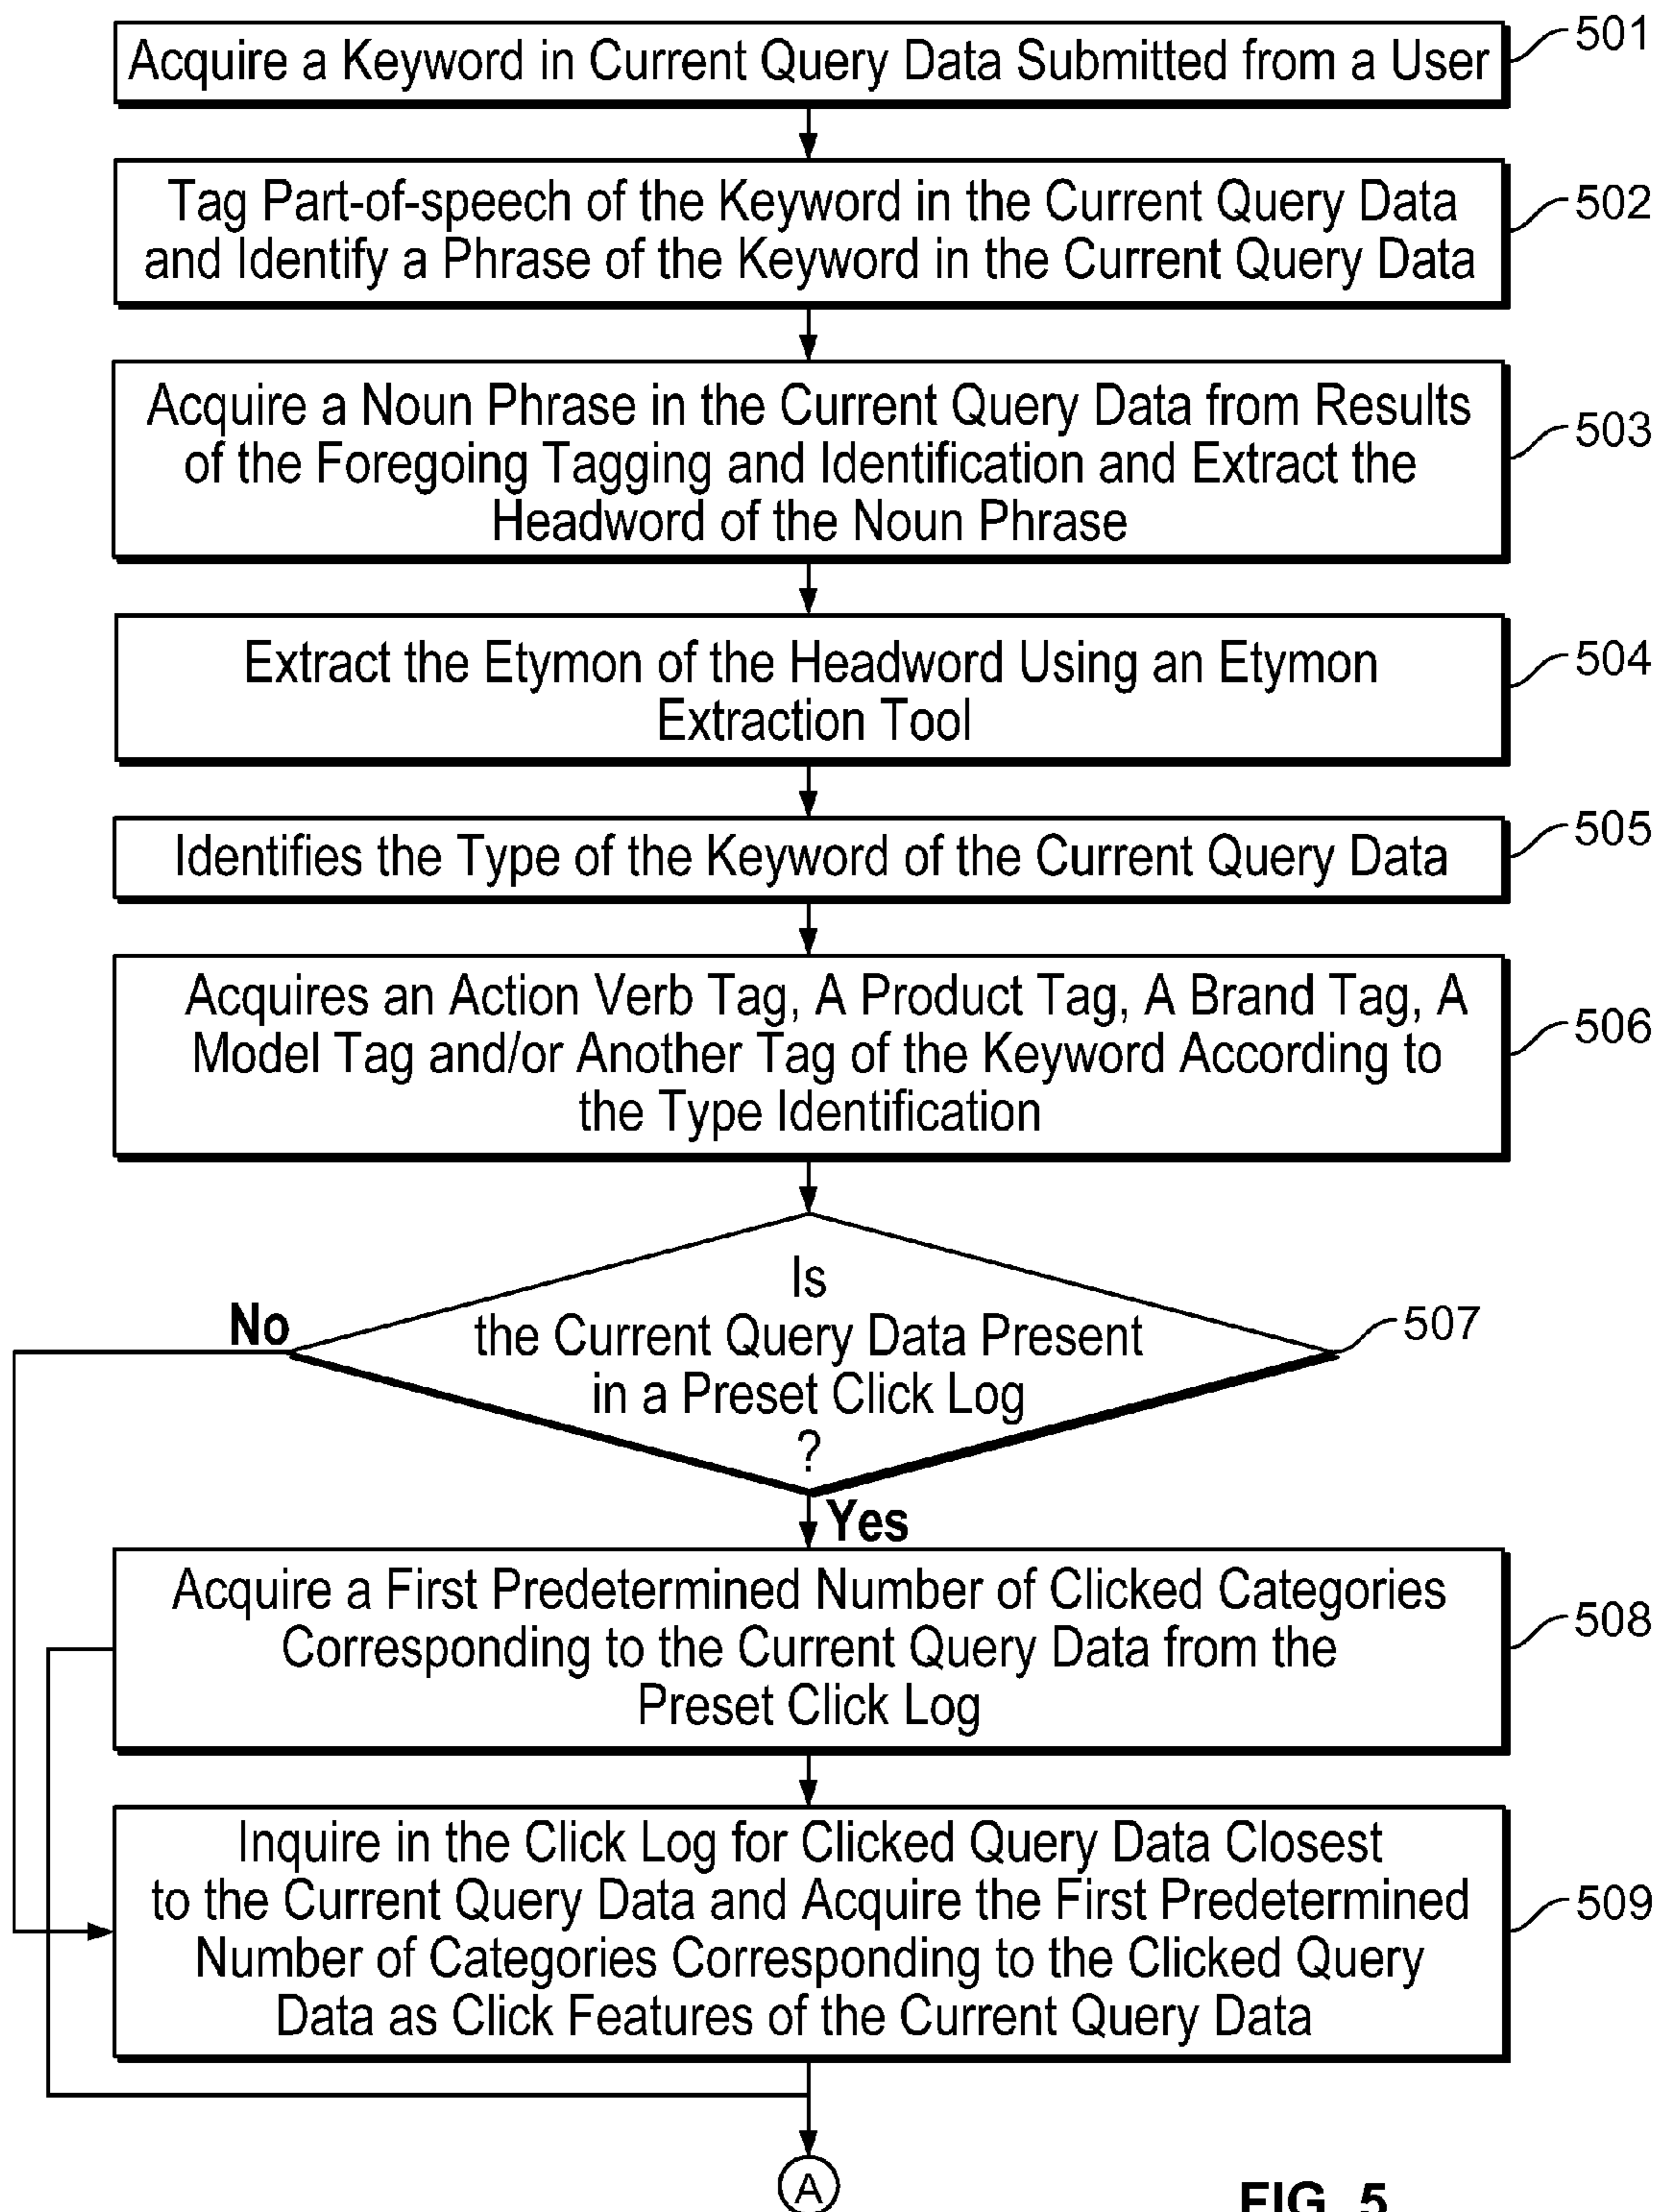 Acquire a Keyword in Current Query Data Submitted from a User
501
Tag Part-of-speech of the Keyword in the Current Query Data
and Identify a Phrase of the Keyword in the Current Query Data
502
Acquire a Noun Phrase in the Current Query Data from Results
of the Foregoing Tagging and Identification and Extract the
Headword of the Noun Phrase
503
Extract the Etymon of the Headword Using an Etymon
Extraction Tool
504
Identifies the Type of the Keyword of the Current Query Data
505
Acquires an Action Verb Tag, A Product Tag, A Brand Tag, A
Model Tag and/or Another Tag of the Keyword According to
the Type Identification
506
Is
the Current Query Data Present
in a Preset Click Log
?
507
No
Yes
Acquire a First Predetermined Number of Clicked Categories
Corresponding to the Current Query Data from the
Preset Click Log
508
Inquire in the Click Log for Clicked Query Data Closest
to the Current Query Data and Acquire the First Predetermined
Number of Categories Corresponding to the Clicked Query
Data as Click Features of the Current Query Data
509
A
FIG. 5